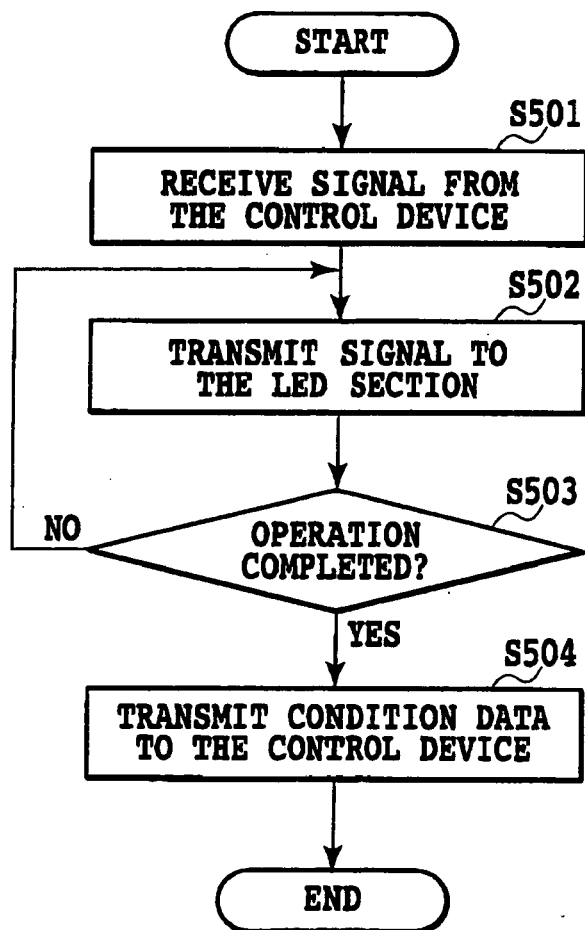 START
S501
RECEIVE SIGNAL FROM
THE CONTROL DEVICE
S502
TRANSMIT SIGNAL TO
THE LED SECTION
S503
NO
OPERATION
COMPLETED?
YES
S504
TRANSMIT CONDITION DATA
TO THE CONTROL DEVICE
END